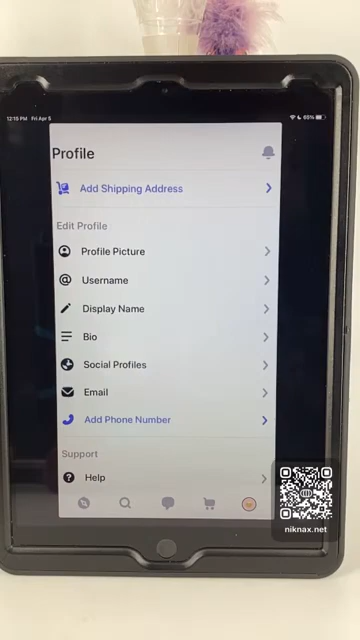 12:15 PM Fri Apr 5
65%
Profile
Add Shipping Address
Edit Profile
Profile Picture
Username
Display Name
Bio
Social Profiles
Email
Add Phone Number
Support
Help
niknax.net